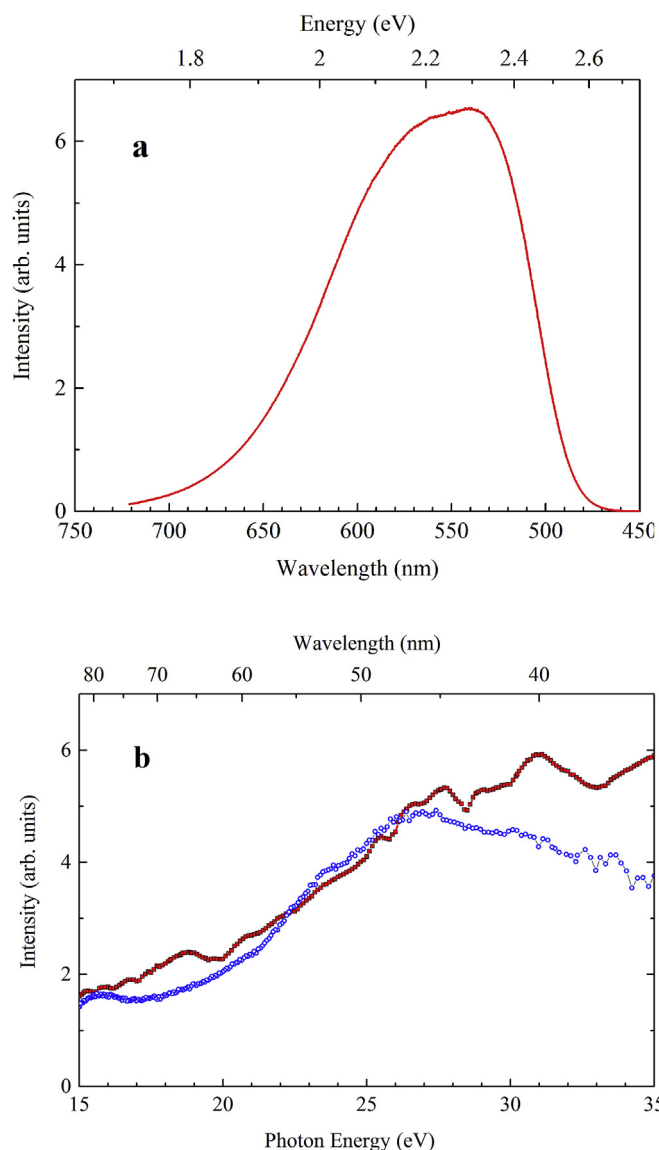 Energy (eV)
1.8 2 2.2 2.4 2.6
a
6
4
2
0
Intensity (arb. units)
750 700 650 600 550 500 450
Wavelength (nm)
Wavelength (nm)
80 70 60 50 40
b
6
4
2
0
Intensity (arb. units)
15 20 25 30 35
Photon Energy (eV)